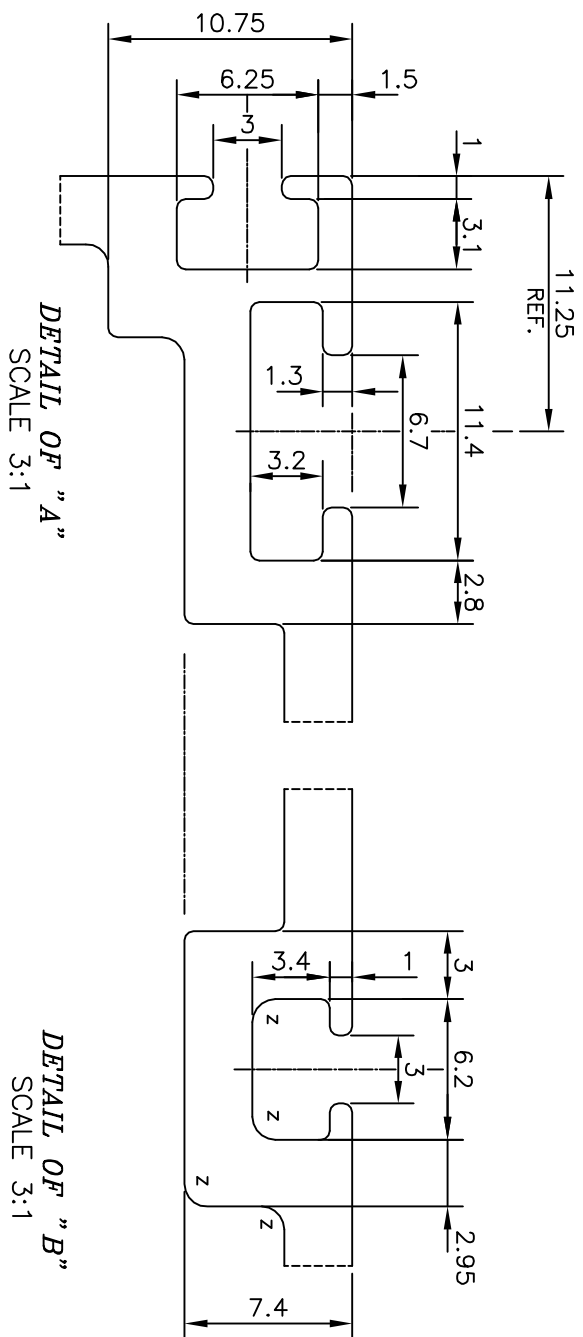 10.75
6.25
1.5
3
1
3.1
11.25
REF.
1.3
6.7
11.4
3.2
2.8
DETAIL OF "A"
SCALE 3:1
3
3.4
1
z
6.2
3
z
z
z
2.95
7.4
DETAIL OF "B"
SCALE 3:1